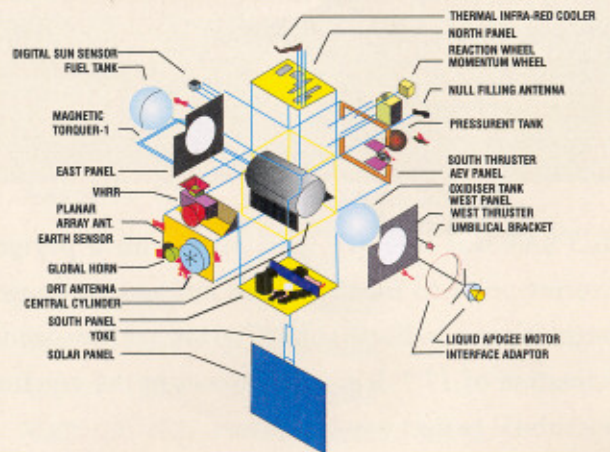 THERMAL INFRA-RED COOLER
NORTH PANEL
REACTION WHEEL
MOMENTUM WHEEL
NULL FILLING ANTENNA
PRESSURENT TANK
SOUTH THRUSTER
AEV PANEL
OXIDISER TANK
WEST PANEL
WEST THRUSTER
UMBILICAL BRACKET
LIQUID APOGEE MOTOR
INTERFACE ADAPTOR
DIGITAL SUN SENSOR
FUEL TANK
MAGNETIC
TORQUER-1
EAST PANEL
VHRR
PLANAR
ARRAY ANT.
EARTH SENSOR
GLOBAL HORN
DRT ANTENNA
CENTRAL CYLINDER
SOUTH PANEL
YOKE
SOLAR PANEL